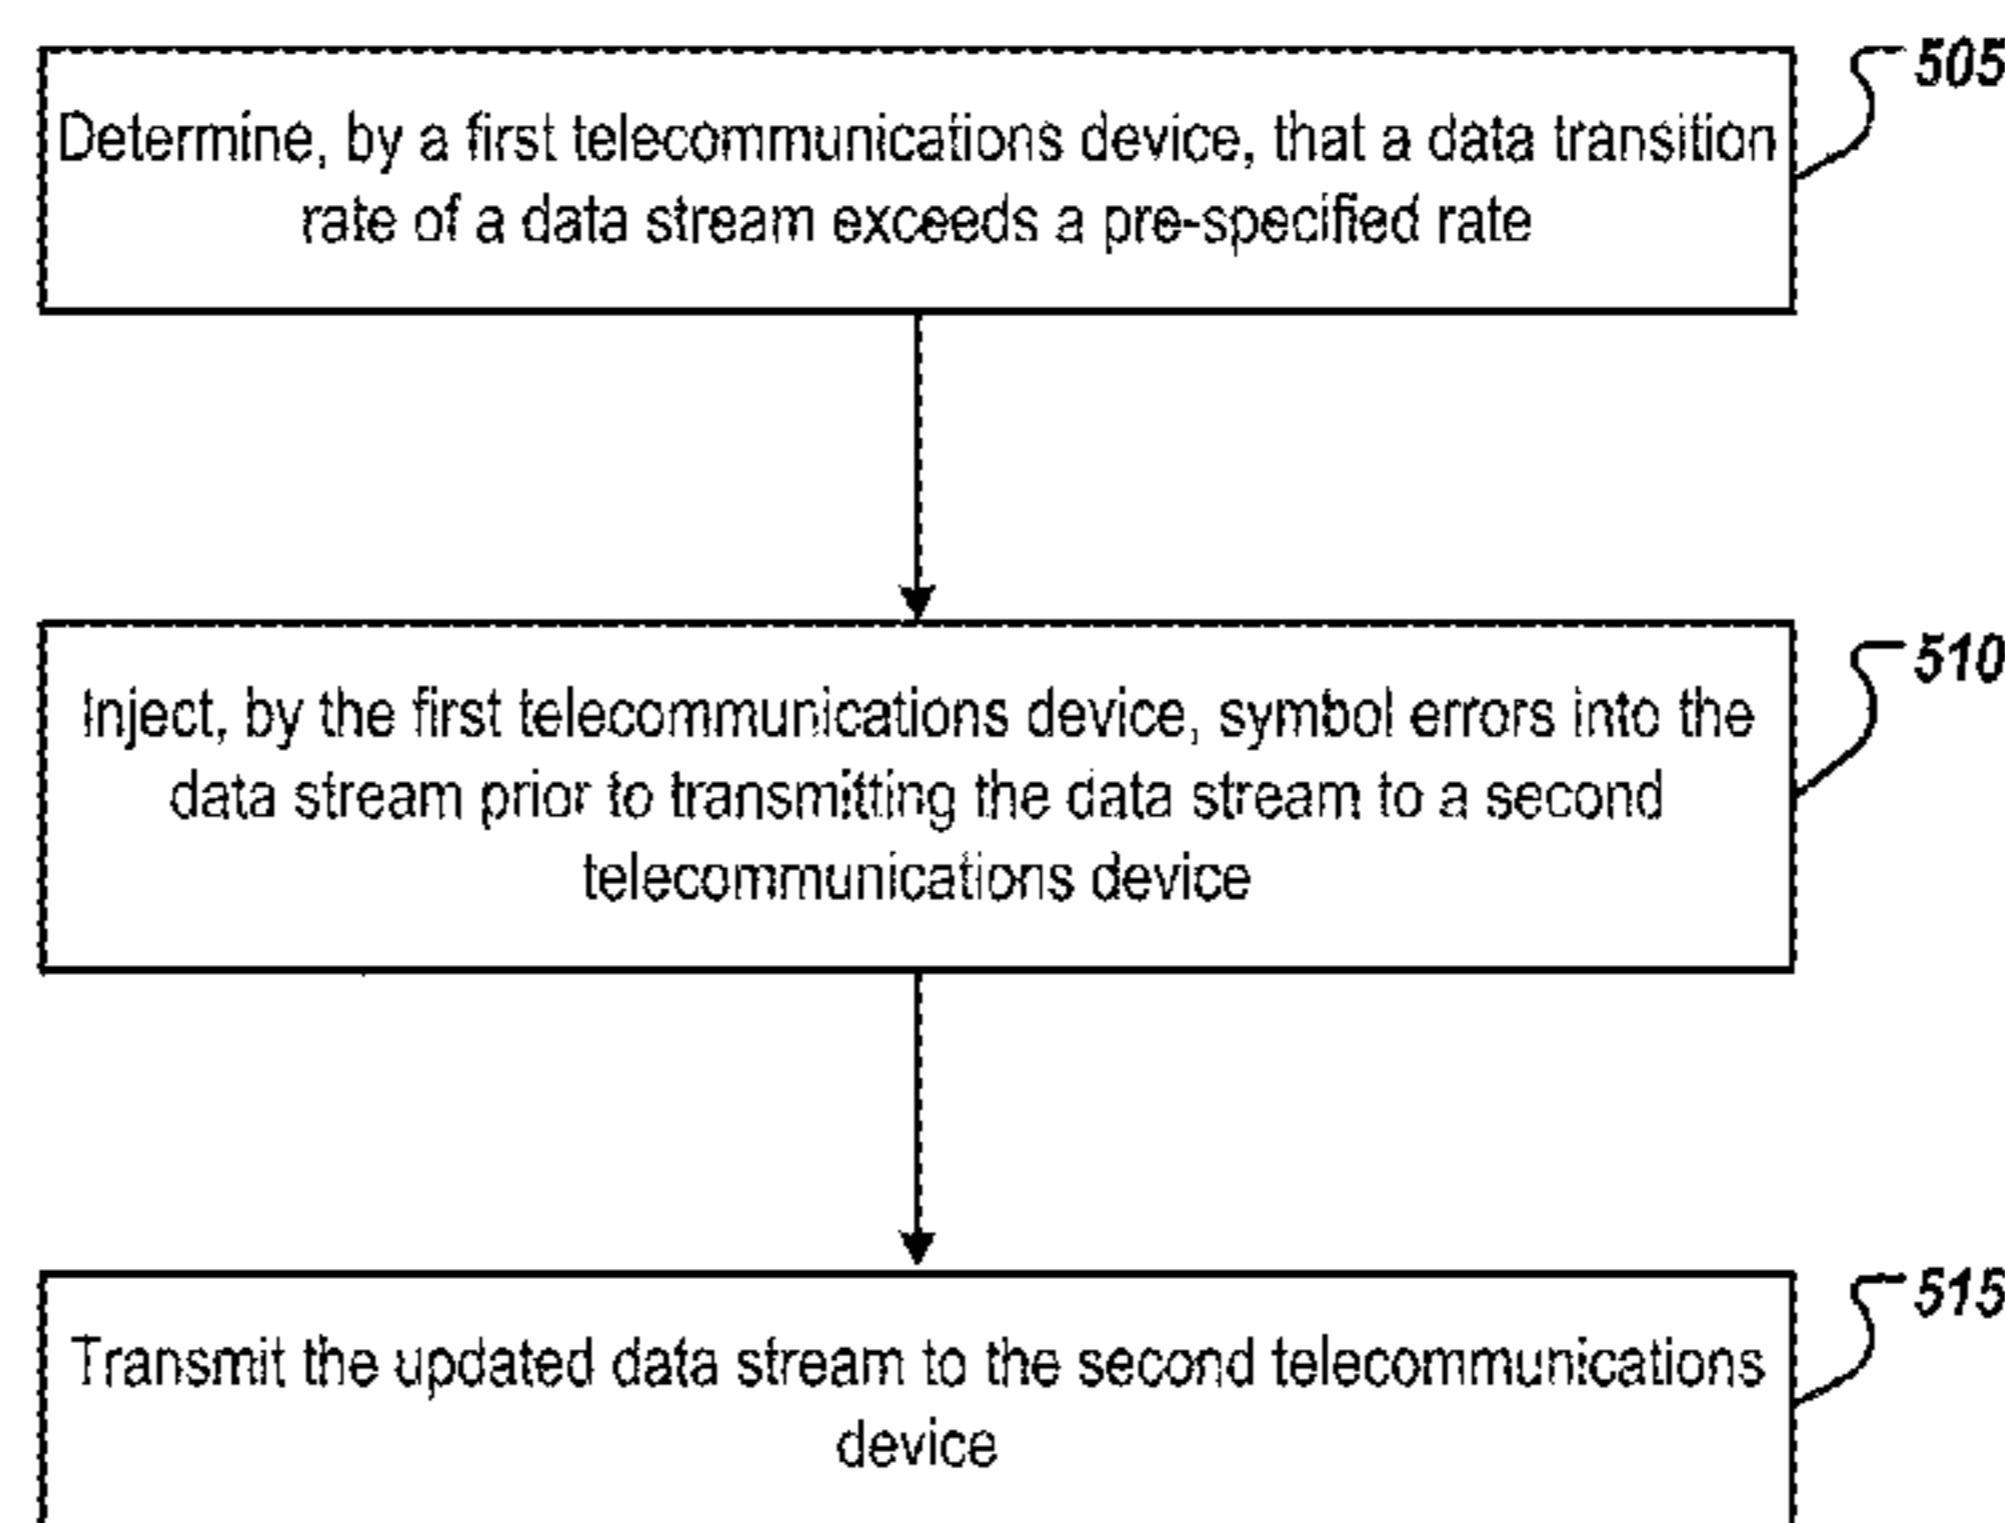 505
Determine, by a first telecommunications device, that a data transition
rate of a data stream exceeds a pre-specified rate
510
Inject, by the first telecommunications device, symbol errors into the
data stream prior to transmitting the data stream to a second
telecommunications device
515
Transmit the updated data stream to the second telecommunications
device